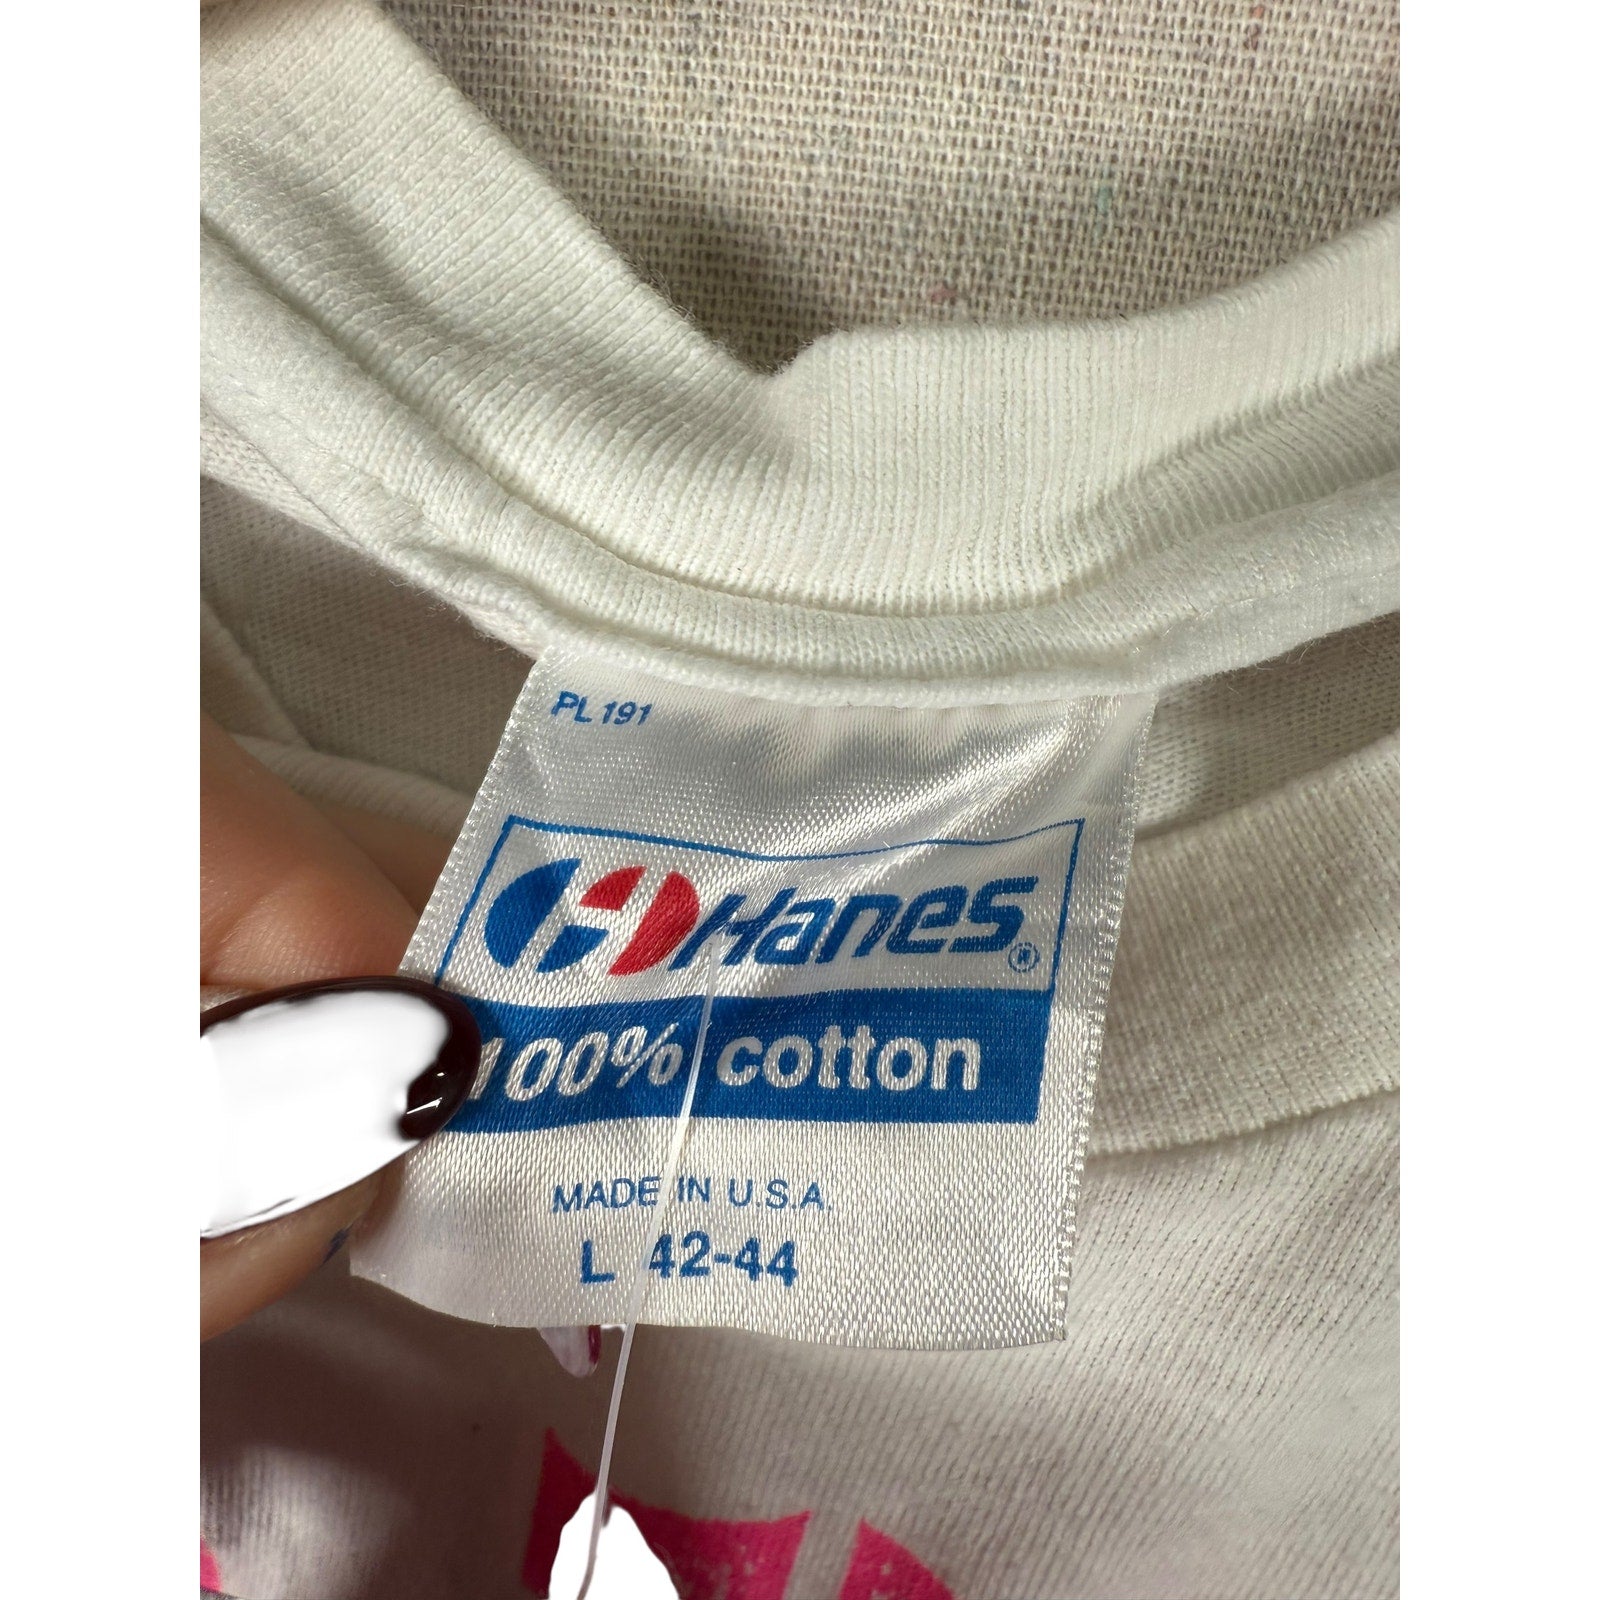 PL 191
Hanes®
100% cotton
MADE IN U.S.A.
L 42-44